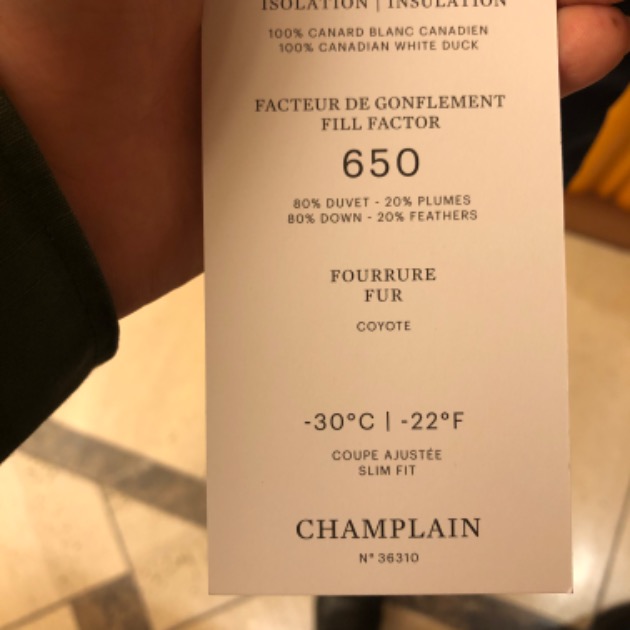 ISOLATION | INSULATION
100% CANARD BLANC CANADIEN
100% CANADIAN WHITE DUCK
FACTEUR DE GONFLEMENT
FILL FACTOR
650
80% DUVET - 20% PLUMES
80% DOWN - 20% FEATHERS
FOURRURE
FUR
COYOTE
-30°C | -22°F
COUPE AJUSTÉE
SLIM FIT
CHAMPLAIN
N° 36310